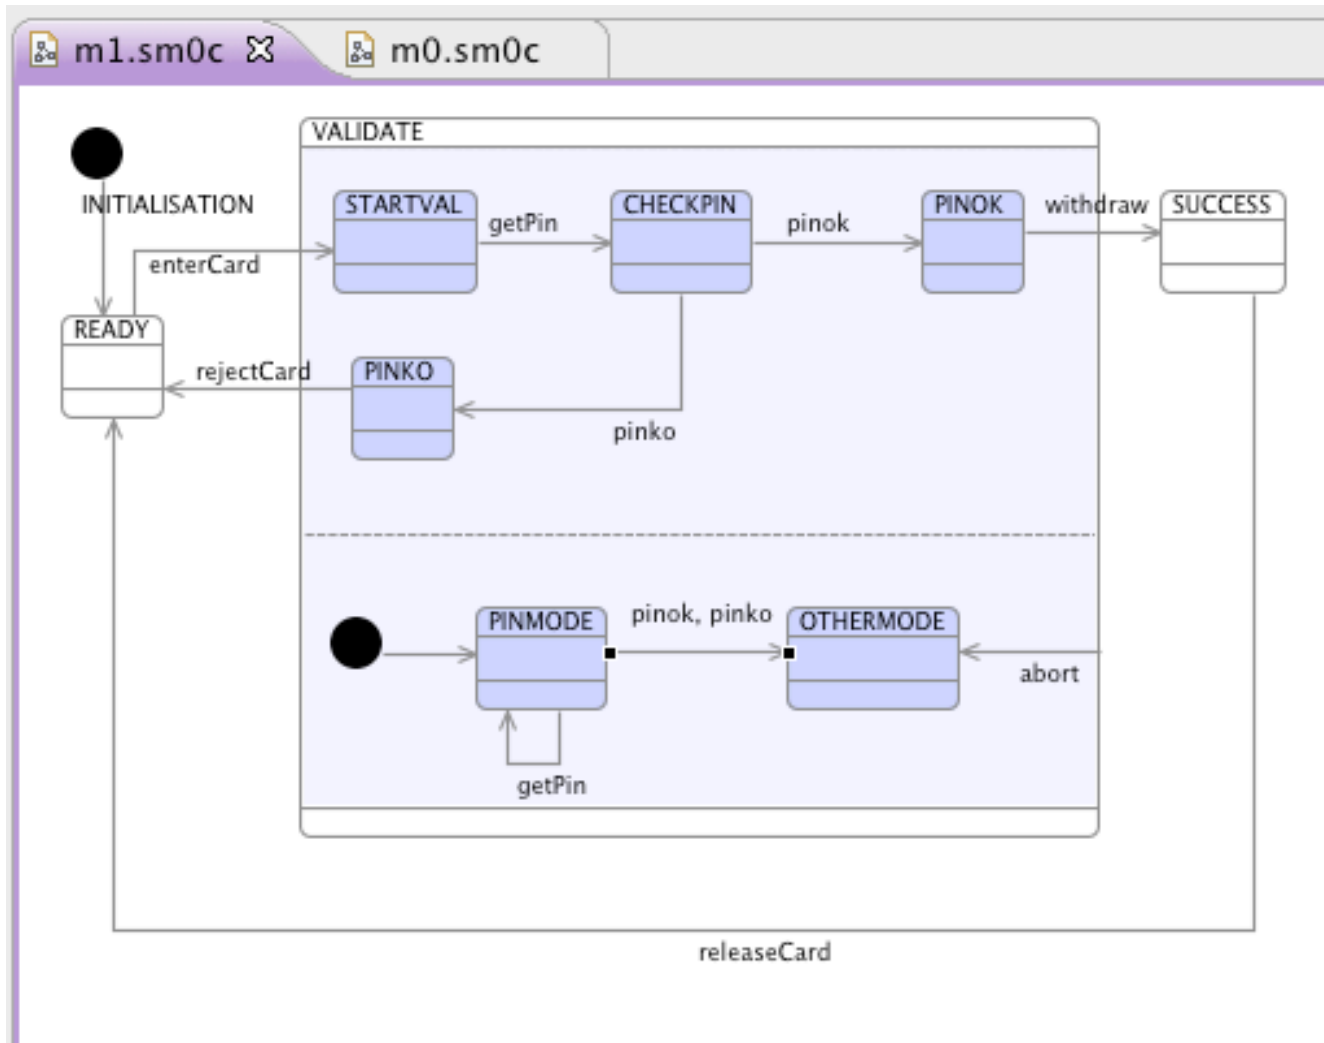 m1.sm0c
m0.sm0c
VALIDATE
INITIALISATION
STARTVAL
getPin
CHECKPIN
pinok
PINOK
withdraw
SUCCESS
enterCard
READY
rejectCard
PINKO
pinko
PINMODE
pinok, pinko
OTHERMODE
abort
getPin
releaseCard